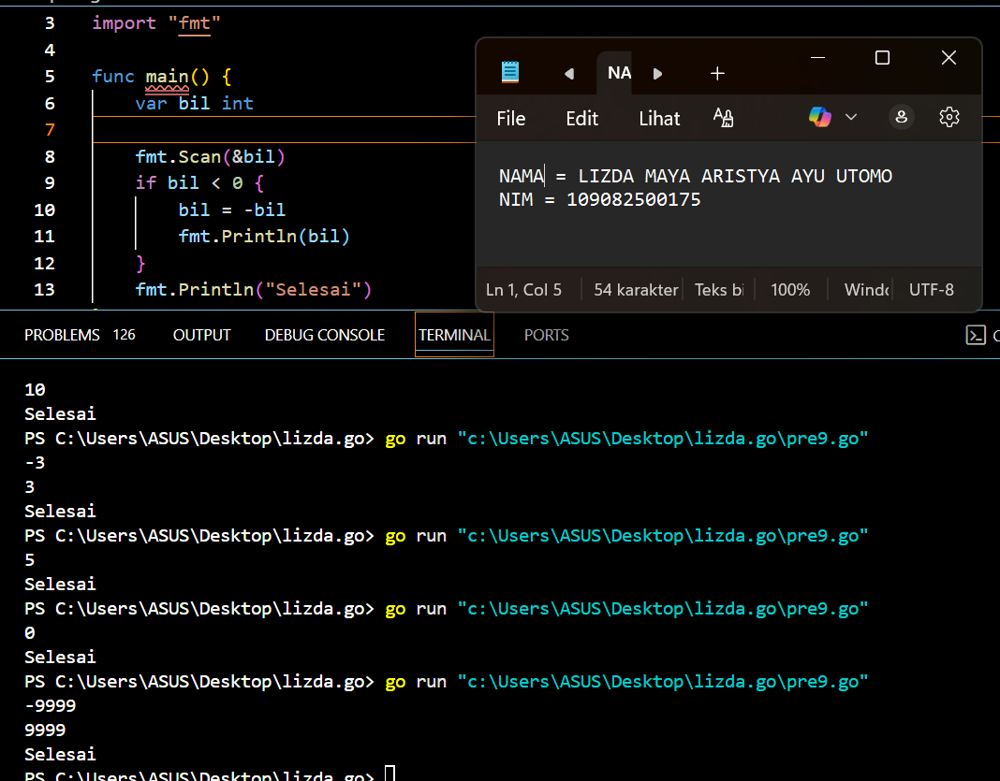 3 import "fmt"
4
5 func main() {
6 var bil int
7
8 fmt.Scan(&bil)
9 if bil < 0 {
10 bil = -bil
11 fmt.Println(bil)
12 }
13 fmt.Println("Selesai")
NA
File Edit Lihat
NAMA = LIZDA MAYA ARISTYA AYU UTOMO
NIM = 109082500175
Ln 1, Col 5 54 karakter Teks bi 100% Windo UTF-8
PROBLEMS 126 OUTPUT DEBUG CONSOLE TERMINAL PORTS
10
Selesai
PS C:\Users\ASUS\Desktop\lizda.go> go run "c:\Users\ASUS\Desktop\lizda.go\pre9.go"
-3
3
Selesai
PS C:\Users\ASUS\Desktop\lizda.go> go run "c:\Users\ASUS\Desktop\lizda.go\pre9.go"
5
Selesai
PS C:\Users\ASUS\Desktop\lizda.go> go run "c:\Users\ASUS\Desktop\lizda.go\pre9.go"
0
Selesai
PS C:\Users\ASUS\Desktop\lizda.go> go run "c:\Users\ASUS\Desktop\lizda.go\pre9.go"
-9999
9999
Selesai
PS C:\Users\ASUS\Desktop\lizda.go>